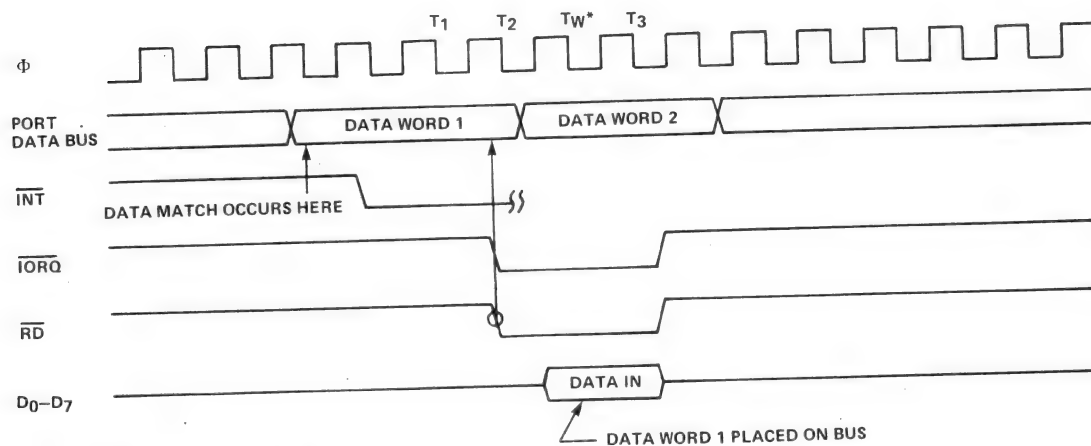 T1 T2 TW* T3
Φ
PORT
DATA BUS
DATA WORD 1 DATA WORD 2
INT
DATA MATCH OCCURS HERE
IORQ
RD
D0–D7
DATA IN
DATA WORD 1 PLACED ON BUS